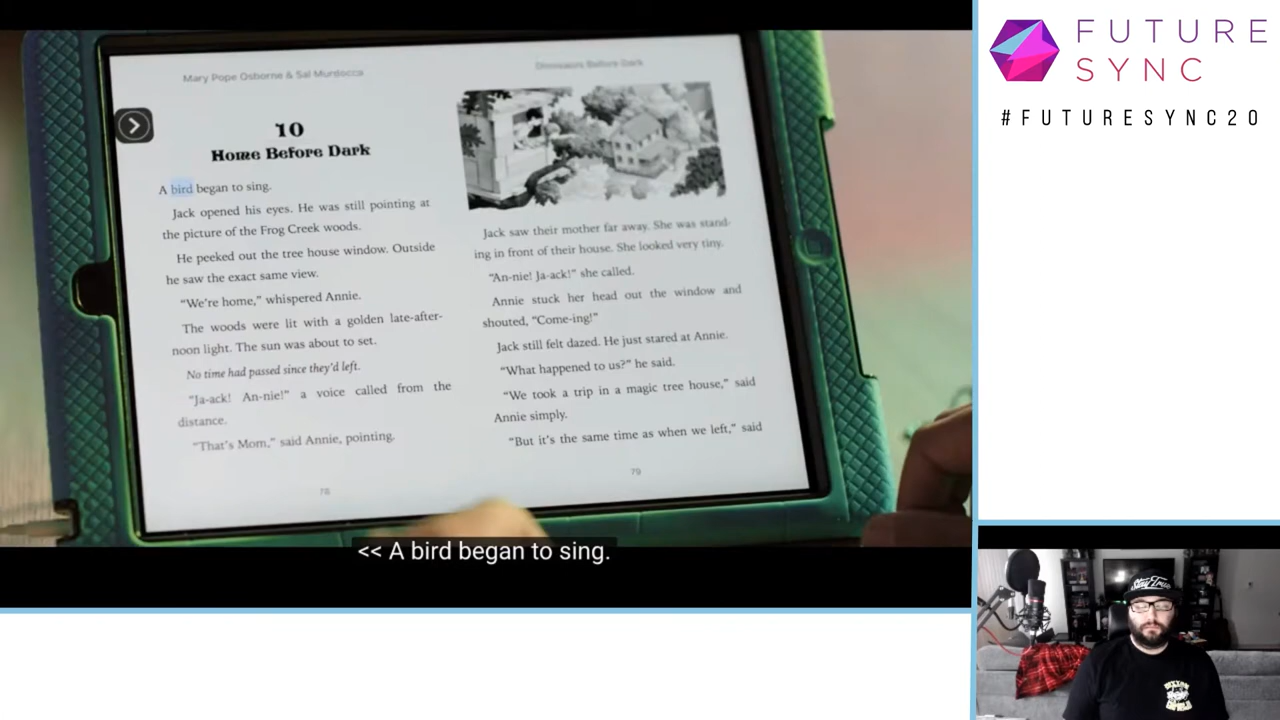 Mary Pope Osborne & Sal Murdocca
10
Home Before Dark
A bird began to sing.
Jack opened his eyes. He was still pointing at
the picture of the Frog Creek woods.
He peeked out the tree house window. Outside
he saw the exact same view.
“We’re home,” whispered Annie.
The woods were lit with a golden late-after-
noon light. The sun was about to set.
No time had passed since they’d left.
“Ja-ack! An-nie!” a voice called from the
distance.
“That’s Mom,” said Annie, pointing.
78
Dinosaurs Before Dark
Jack saw their mother far away. She was stand-
ing in front of their house. She looked very tiny.
“An-nie! Ja-ack!” she called.
Annie stuck her head out the window and
shouted, “Come-ing!”
Jack still felt dazed. He just stared at Annie.
“What happened to us?” he said.
“We took a trip in a magic tree house,” said
Annie simply.
“But it’s the same time as when we left,” said
79
<< A bird began to sing.
FUTURE
SYNC
#FUTURESYNC20
Stay True